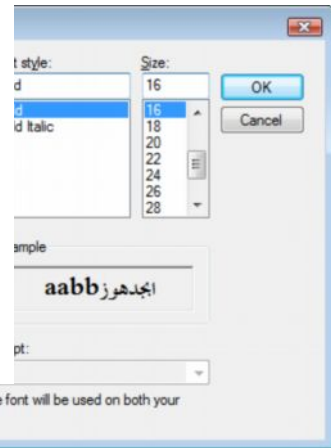 t style:
Size:
d
16
OK
d
d Italic
16
18
20
22
24
26
28
Cancel
ample
aabbابجدهوز
pt:
e font will be used on both your